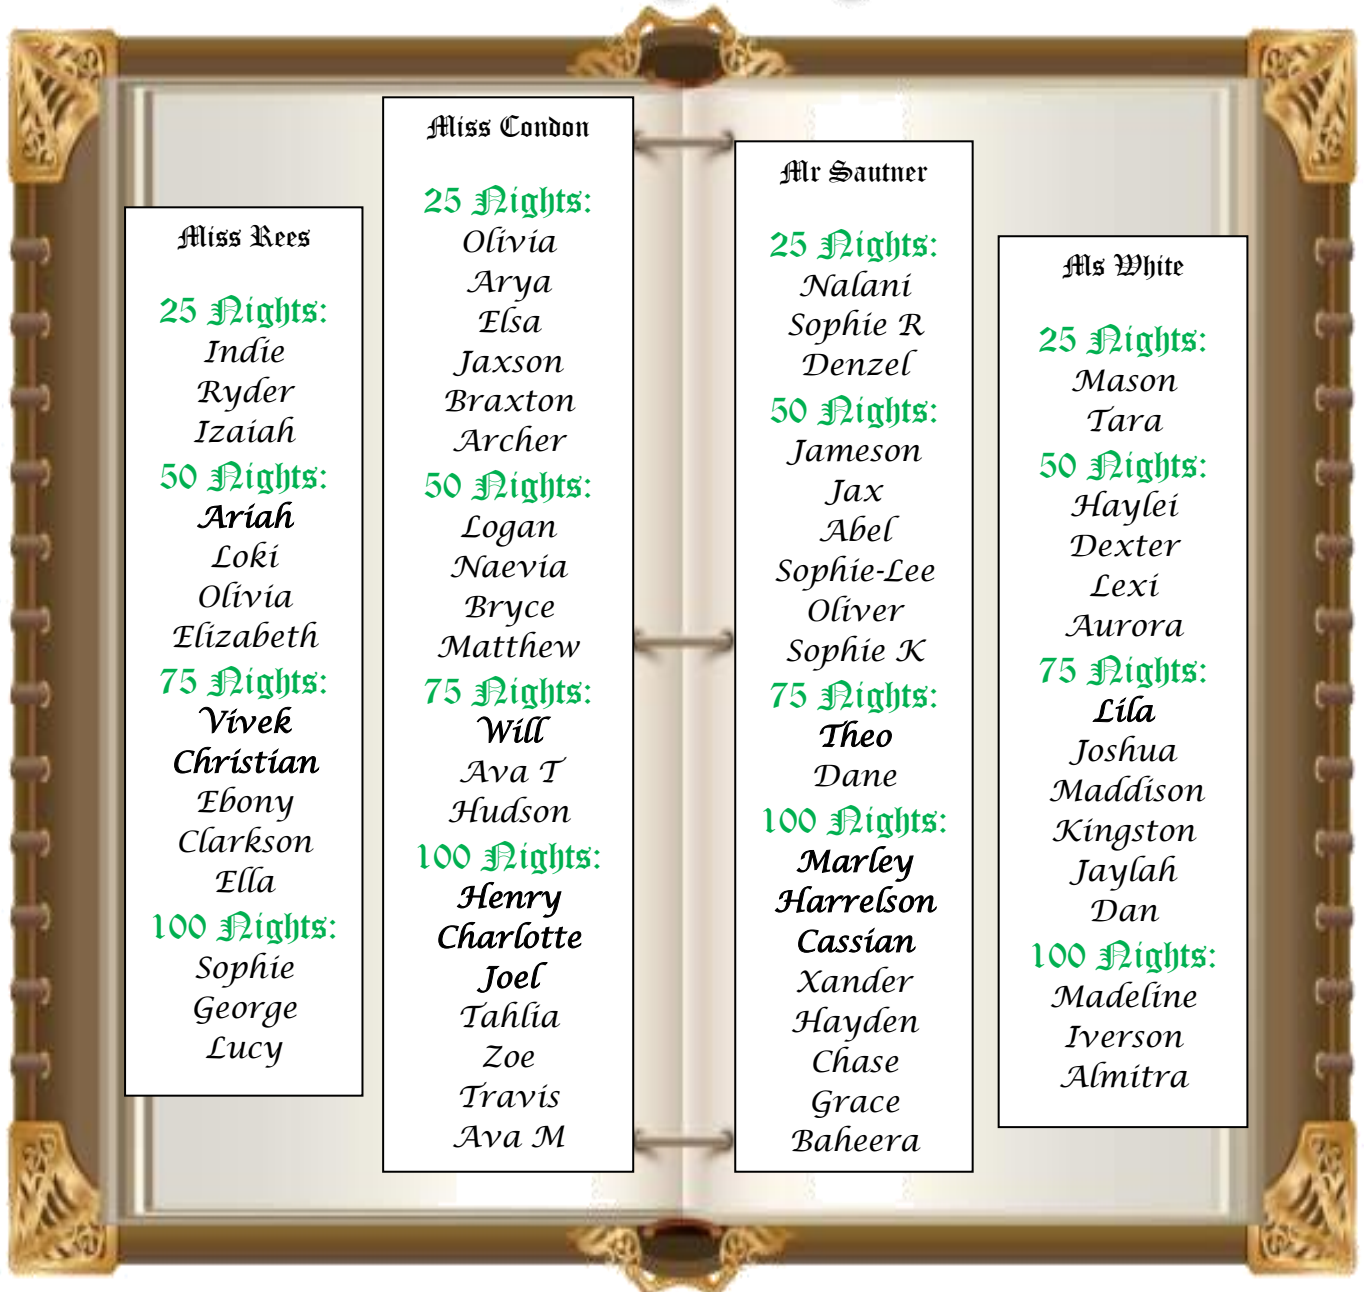 Miss Rees
25 Nights:
Indie
Ryder
Izaiah
50 Nights:
Ariah
Loki
Olivia
Elizabeth
75 Nights:
Vivek
Christian
Ebony
Clarkson
Ella
100 Nights:
Sophie
George
Lucy
Miss Condon
25 Nights:
Olivia
Arya
Elsa
Jaxson
Braxton
Archer
50 Nights:
Logan
Naevia
Bryce
Matthew
75 Nights:
Will
Ava T
Hudson
100 Nights:
Henry
Charlotte
Joel
Tahlia
Zoe
Travis
Ava M
Mr Sautner
25 Nights:
Nalani
Sophie R
Denzel
50 Nights:
Jameson
Jax
Abel
Sophie-Lee
Oliver
Sophie K
75 Nights:
Theo
Dane
100 Nights:
Marley
Harrelson
Cassian
Xander
Hayden
Chase
Grace
Baheera
Ms White
25 Nights:
Mason
Tara
50 Nights:
Haylei
Dexter
Lexi
Aurora
75 Nights:
Lila
Joshua
Maddison
Kingston
Jaylah
Dan
100 Nights:
Madeline
Iverson
Almitra